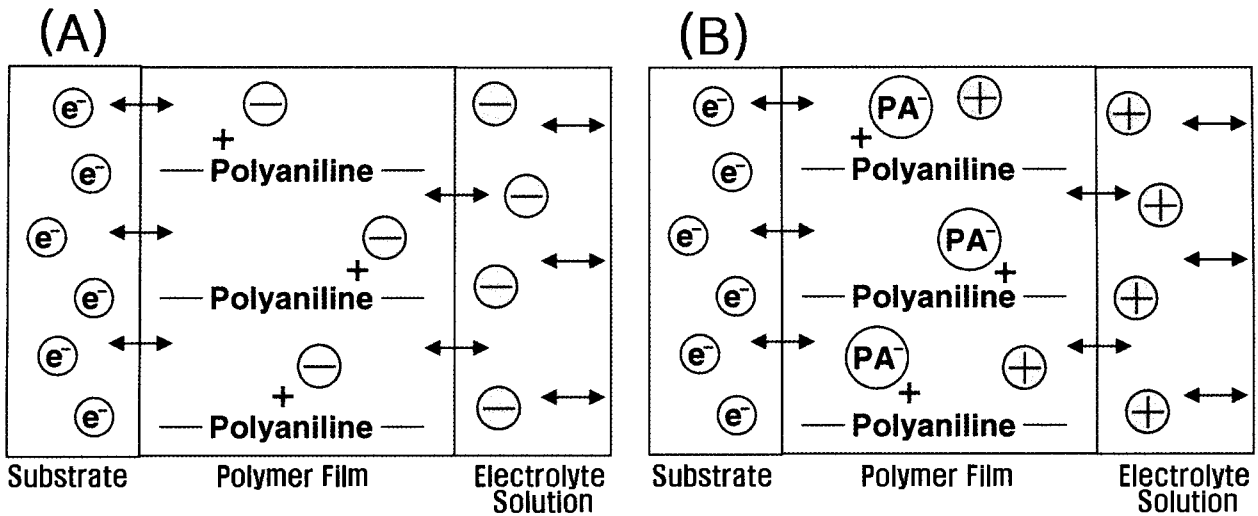 (A)
e⁻
+
e⁻
Polyaniline
e⁻
+
e⁻
Polyaniline
e⁻
+
e⁻
Polyaniline
Substrate
Polymer Film
Electrolyte
Solution
(B)
e⁻
PA⁻
+
e⁻
Polyaniline
e⁻
PA⁻
+
e⁻
Polyaniline
e⁻
PA⁻
+
e⁻
Polyaniline
Substrate
Polymer Film
Electrolyte
Solution